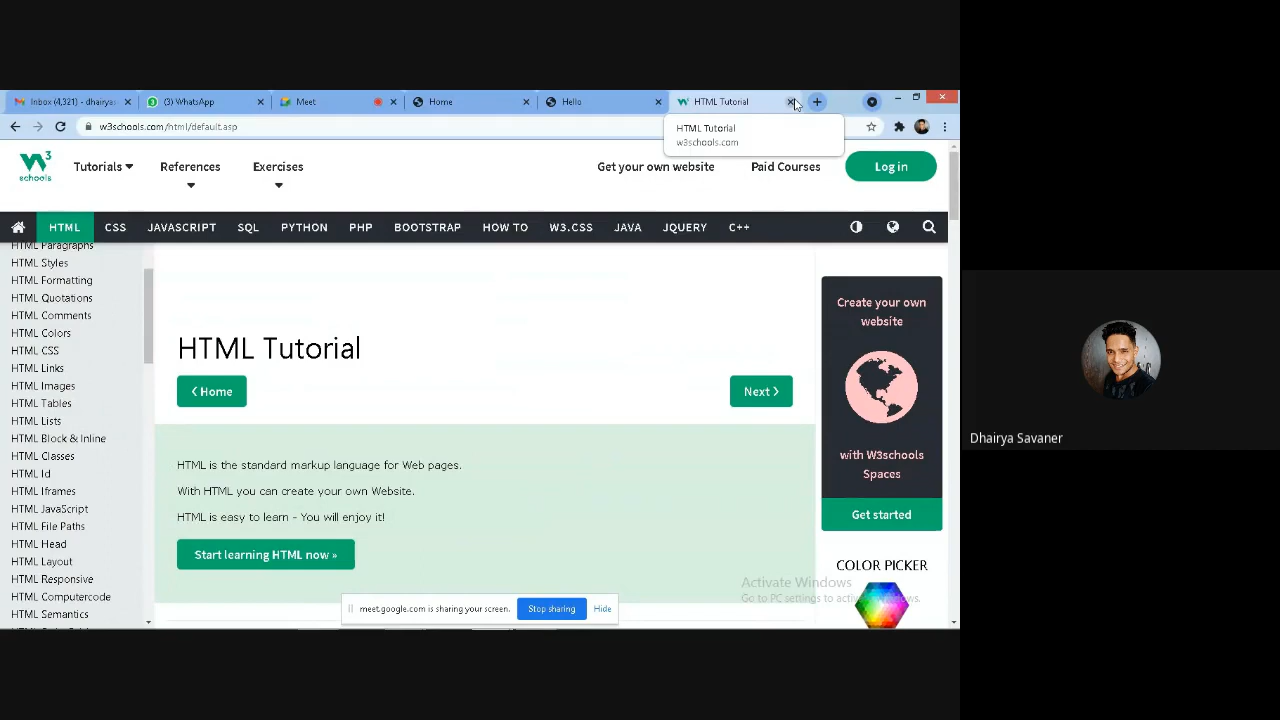 Inbox (4,321) - dhairya
(3) WhatsApp
Meet
Home
Hello
HTML Tutorial
w3schools.com/html/default.asp
HTML Tutorial
w3schools.com
W3
schools
Tutorials
References
Exercises
Get your own website
Paid Courses
Log in
HTML
CSS
JAVASCRIPT
SQL
PYTHON
PHP
BOOTSTRAP
HOW TO
W3.CSS
JAVA
JQUERY
C++
HTML Paragraphs
HTML Styles
HTML Formatting
HTML Quotations
HTML Comments
HTML Colors
HTML CSS
HTML Links
HTML Images
HTML Tables
HTML Lists
HTML Block & Inline
HTML Classes
HTML Id
HTML Iframes
HTML JavaScript
HTML File Paths
HTML Head
HTML Layout
HTML Responsive
HTML Computercode
HTML Semantics
HTML Tutorial
❮ Home
Next ❯
HTML is the standard markup language for Web pages.
With HTML you can create your own Website.
HTML is easy to learn - You will enjoy it!
Start learning HTML now »
Create your own
website
with W3schools
Spaces
Get started
COLOR PICKER
Activate Windows
Go to PC settings to activate Windows.
meet.google.com is sharing your screen.
Stop sharing
Hide
Dhairya Savaner